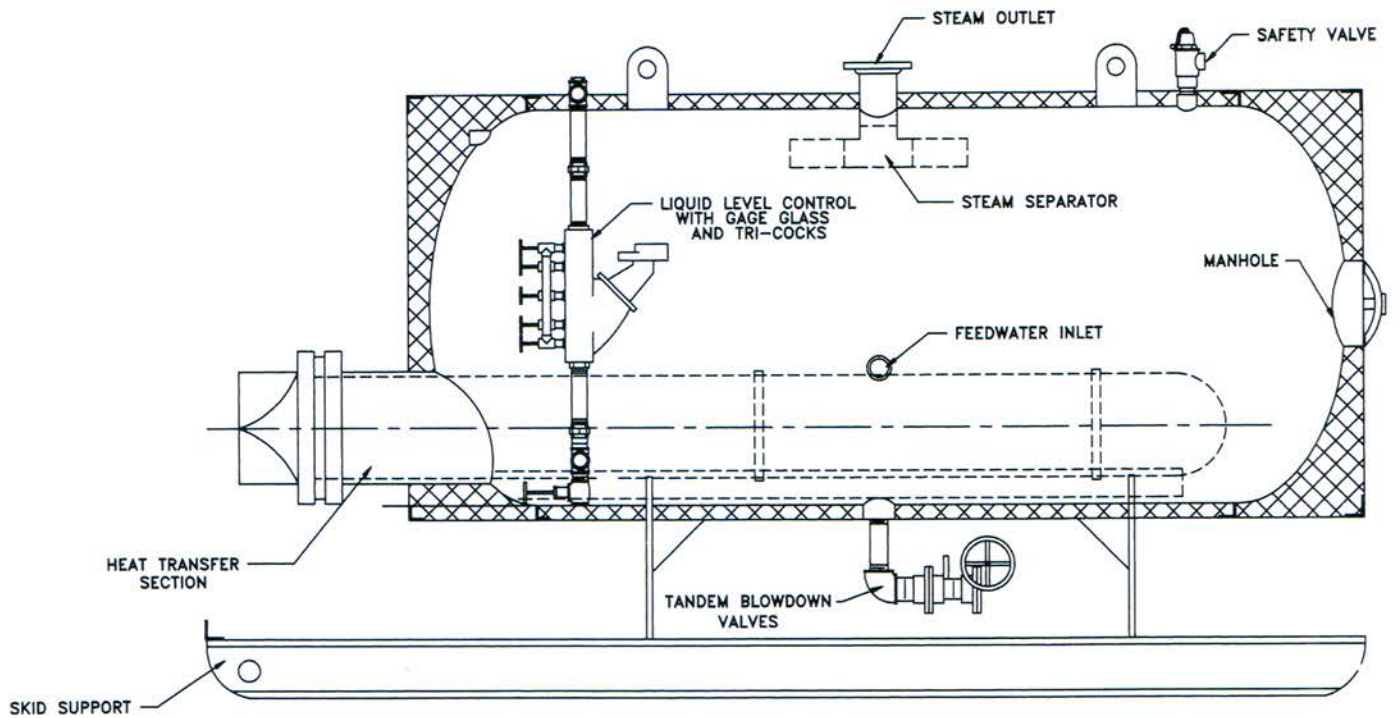 STEAM OUTLET
SAFETY VALVE
LIQUID LEVEL CONTROL
WITH GAGE GLASS
AND TRI-COCKS
STEAM SEPARATOR
MANHOLE
FEEDWATER INLET
HEAT TRANSFER
SECTION
TANDEM BLOWDOWN
VALVES
SKID SUPPORT